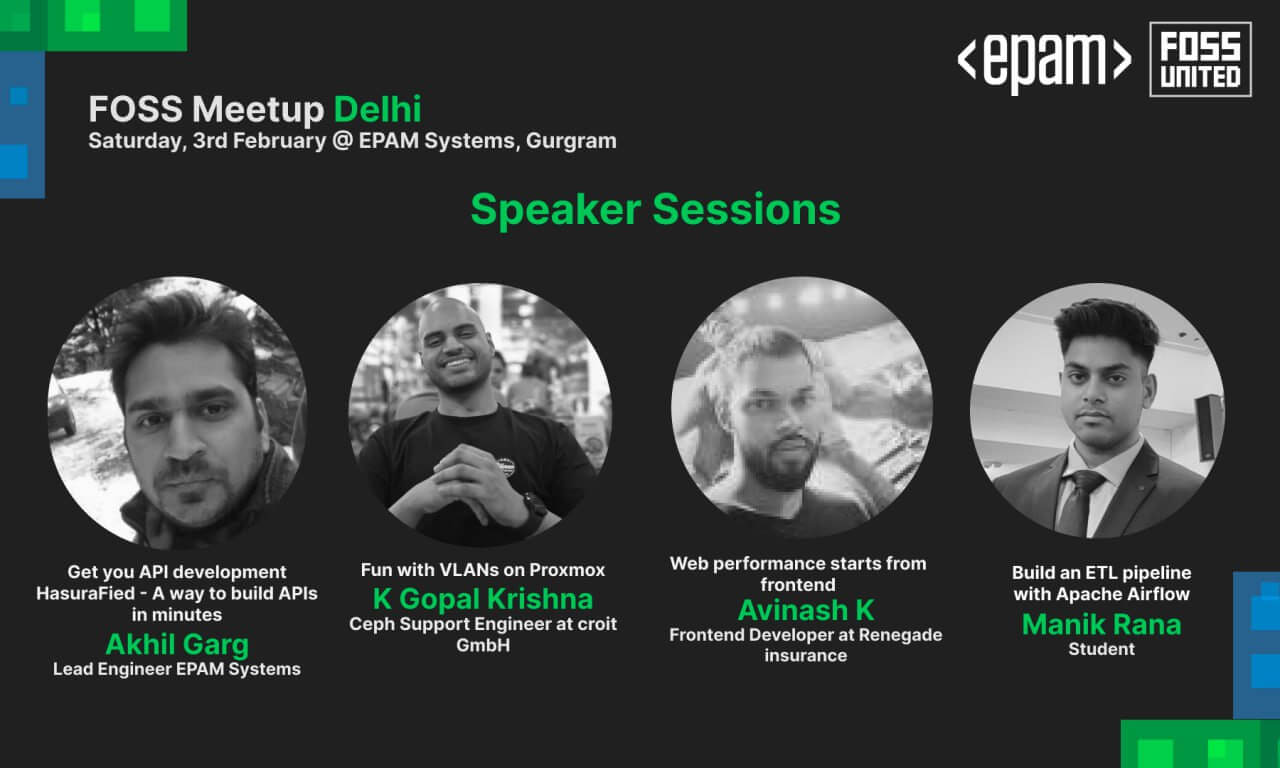 <epam>
FOSS
UNITED
FOSS Meetup Delhi
Saturday, 3rd February @ EPAM Systems, Gurgram
Speaker Sessions
Get you API development
HasuraFied - A way to build APIs
in minutes
Akhil Garg
Lead Engineer EPAM Systems
Fun with VLANs on Proxmox
K Gopal Krishna
Ceph Support Engineer at croit
GmbH
Web performance starts from
frontend
Avinash K
Frontend Developer at Renegade
insurance
Build an ETL pipeline
with Apache Airflow
Manik Rana
Student